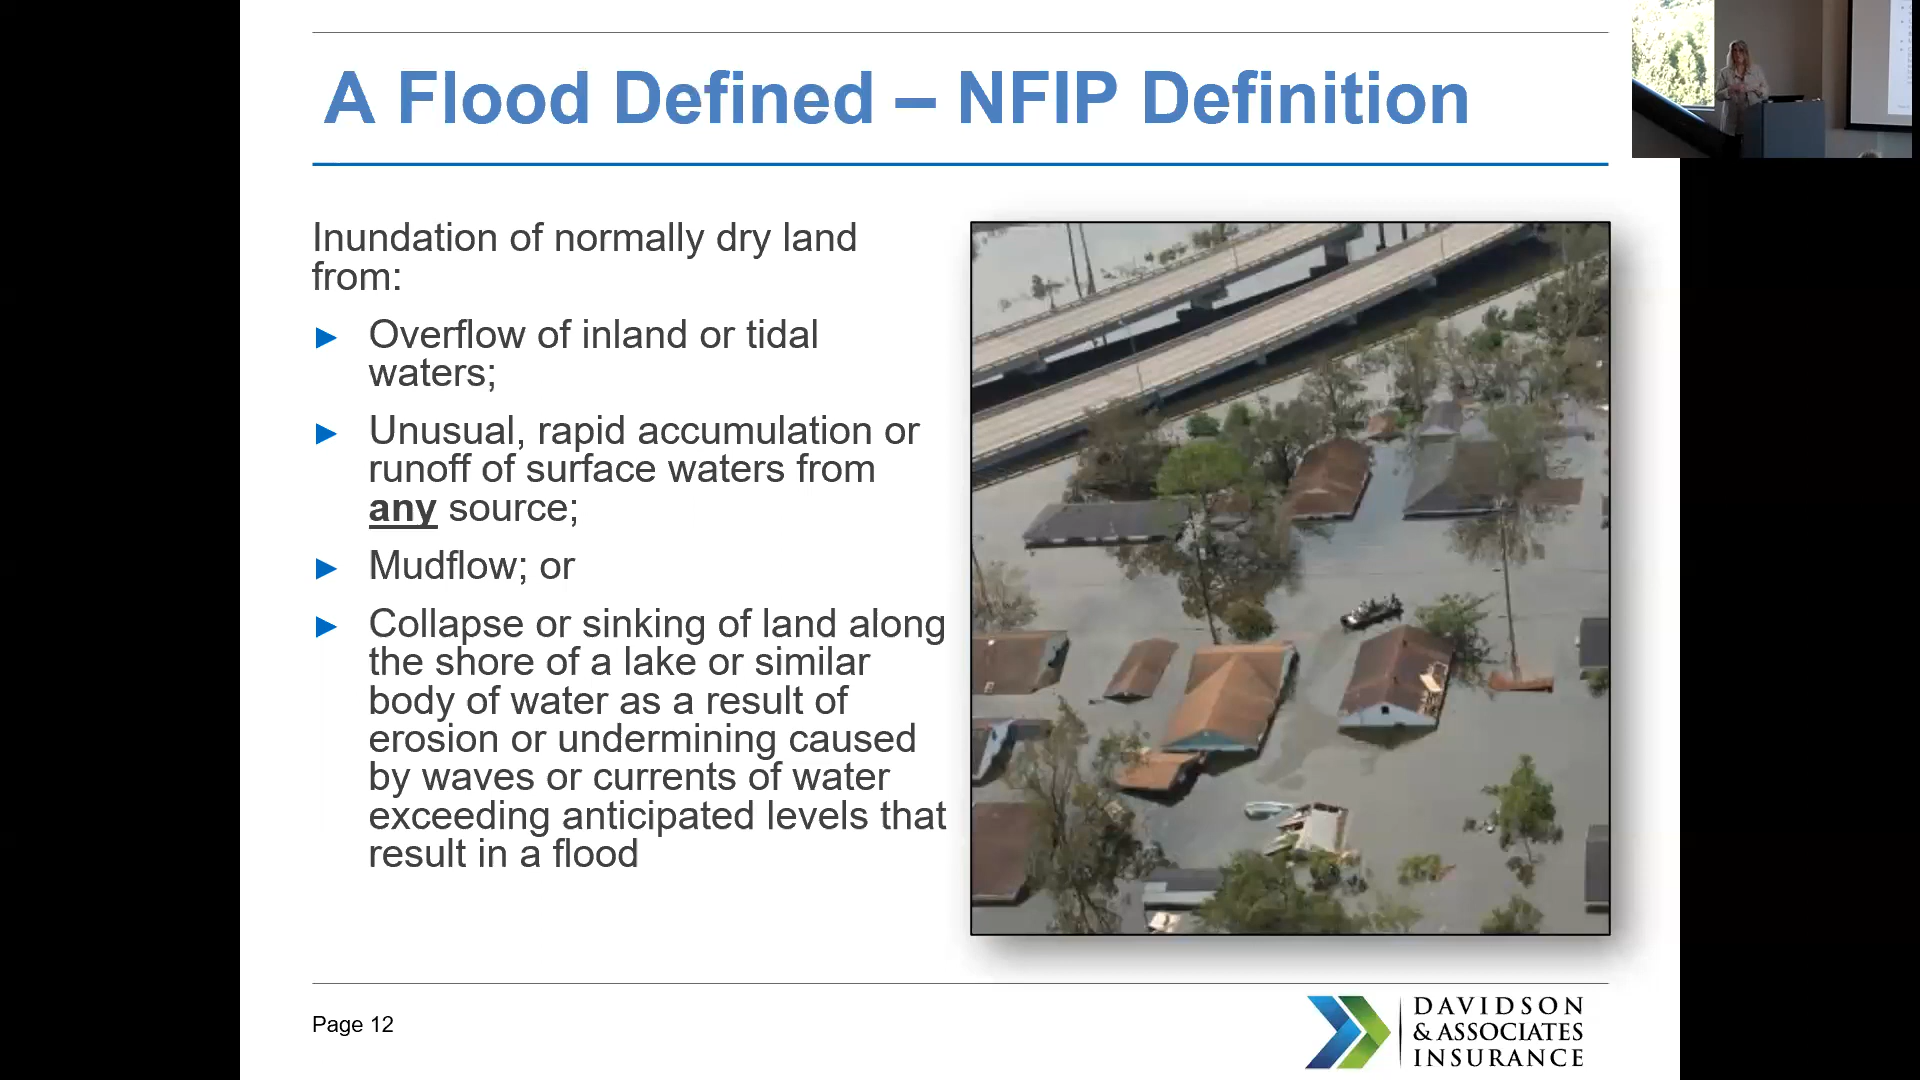 A Flood Defined – NFIP Definition
Inundation of normally dry land
from:
► Overflow of inland or tidal
waters;
► Unusual, rapid accumulation or
runoff of surface waters from
any source;
► Mudflow; or
► Collapse or sinking of land along
the shore of a lake or similar
body of water as a result of
erosion or undermining caused
by waves or currents of water
exceeding anticipated levels that
result in a flood
Page 12
DAVIDSON
& ASSOCIATES
INSURANCE